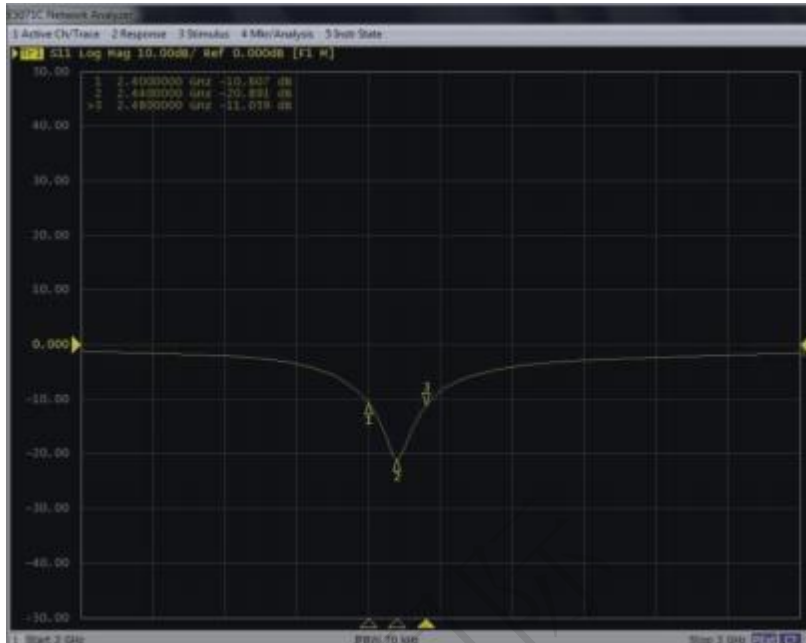 E5071C Network Analyzer
1 Active Ch/Trace 2 Response 3 Stimulus 4 Mkr/Analysis 5 Instr State
Tr1 S11 Log Mag 10.00dB/ Ref 0.000dB [F1 M]
50.00
1 2.4000000 GHz -10.607 dB
2 2.4400000 GHz -20.891 dB
>3 2.4800000 GHz -11.039 dB
40.00
30.00
20.00
10.00
0.000
-10.00
3
1
-20.00
2
-30.00
-40.00
-50.00
1 Start 2 GHz IFBW 70 kHz Stop 3 GHz